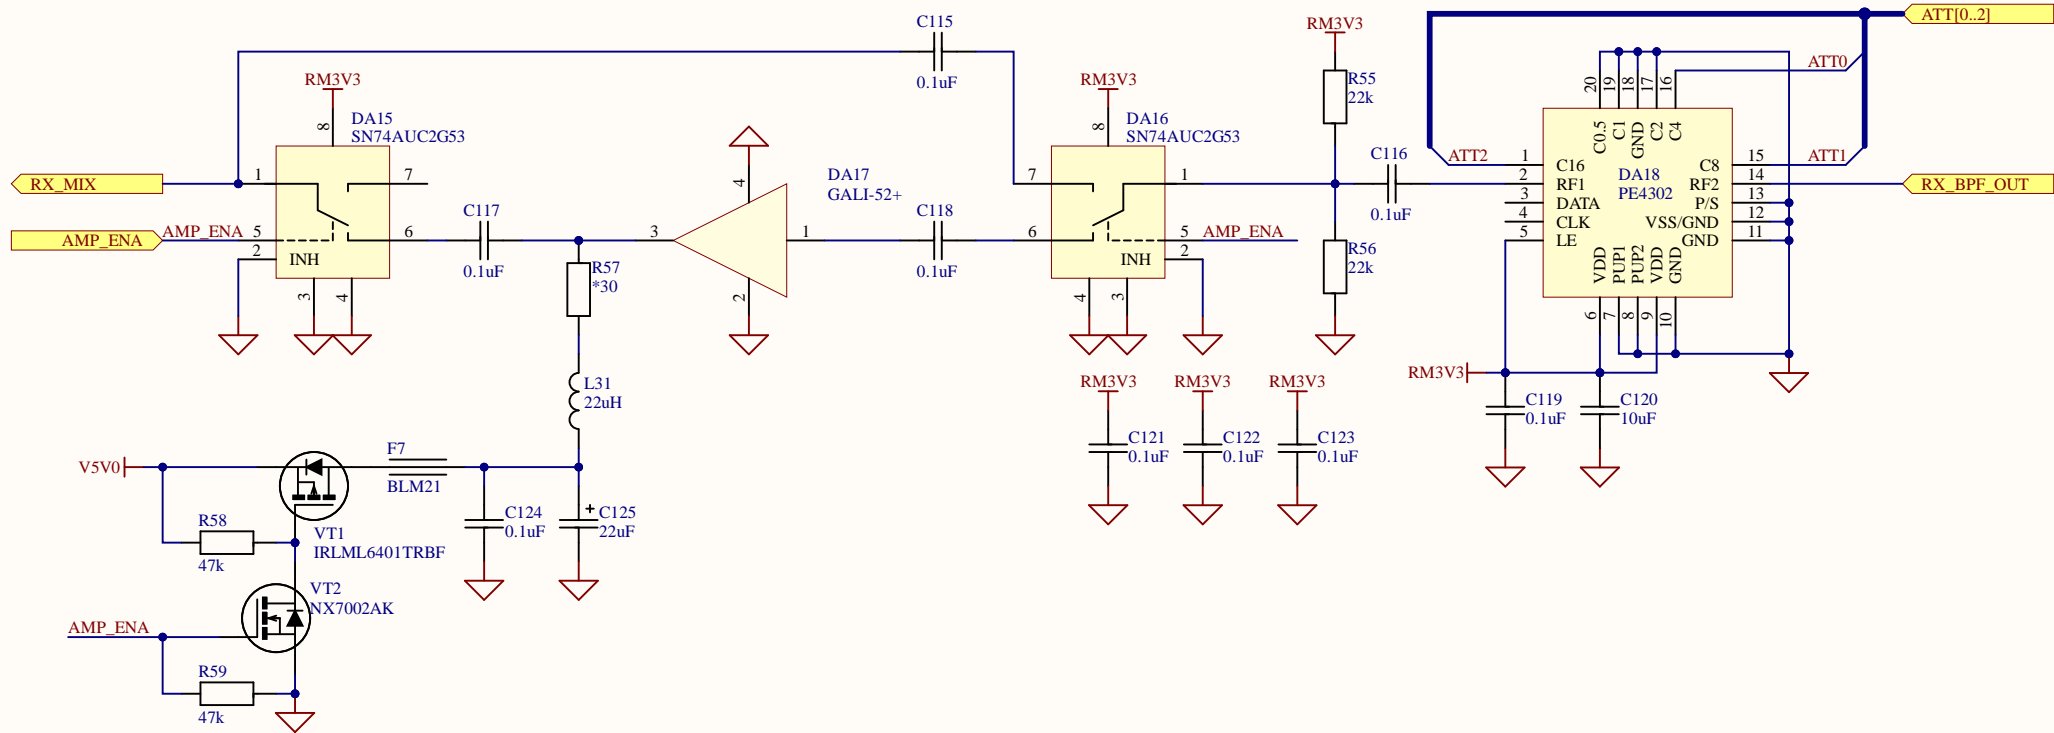 C115
0.1uF
RM3V3
8
DA15
SN74AUC2G53
RX_MIX
1
7
AMP_ENA
AMP_ENA
5
6
2
INH
3
4
C117
0.1uF
R57
*30
L31
22uH
4
DA17
GALI-52+
3
1
2
C118
0.1uF
RM3V3
8
DA16
SN74AUC2G53
7
1
6
5
AMP_ENA
2
INH
4
3
RM3V3
R55
22k
C116
0.1uF
R56
22k
ATT[0..2]
ATT0
20
19
18
17
16
C0.5
C1
GND
C2
C4
ATT2
1
C16
C8
15
ATT1
2
RF1
DA18
RF2
14
RX_BPF_OUT
3
DATA
PE4302
P/S
13
4
CLK
VSS/GND
12
5
LE
GND
11
VDD
PUP1
PUP2
VDD
GND
6
7
8
9
10
RM3V3
C119
0.1uF
C120
10uF
RM3V3
C121
0.1uF
RM3V3
C122
0.1uF
RM3V3
C123
0.1uF
V5V0
F7
BLM21
R58
47k
VT1
IRLML6401TRBF
C124
0.1uF
+
C125
22uF
VT2
NX7002AK
AMP_ENA
R59
47k